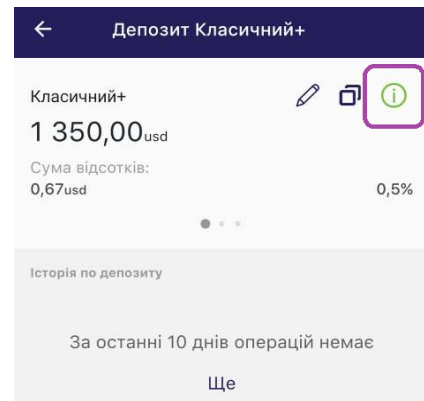 Депозит Класичний+
Класичний+
1 350,00usd
Сума відсотків:
0,67usd 0,5%
Історія по депозиту
За останні 10 днів операцій немає
Ще